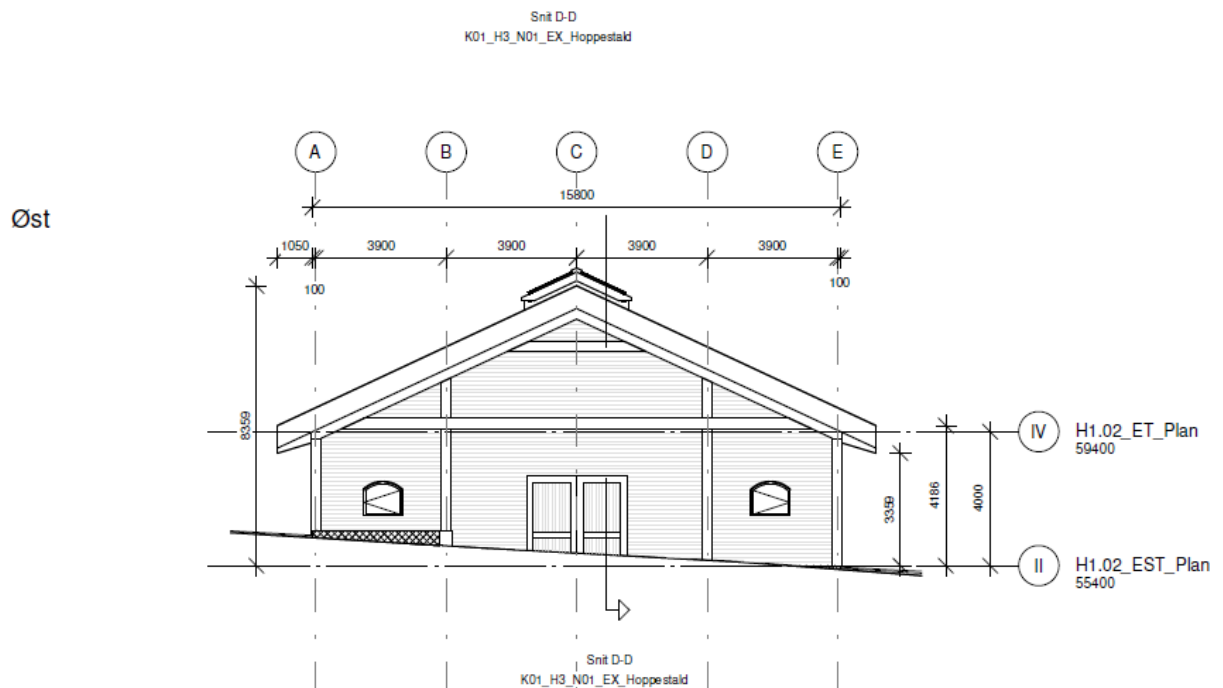 Snit D-D
K01_H3_N01_EX_Hoppestald
A
B
C
D
E
15800
Øst
1050
3900
3900
3900
3900
100
100
8359
3359
4186
4000
IV
H1.02_ET_Plan
59400
II
H1.02_EST_Plan
55400
Snit D-D
K01_H3_N01_EX_Hoppestald